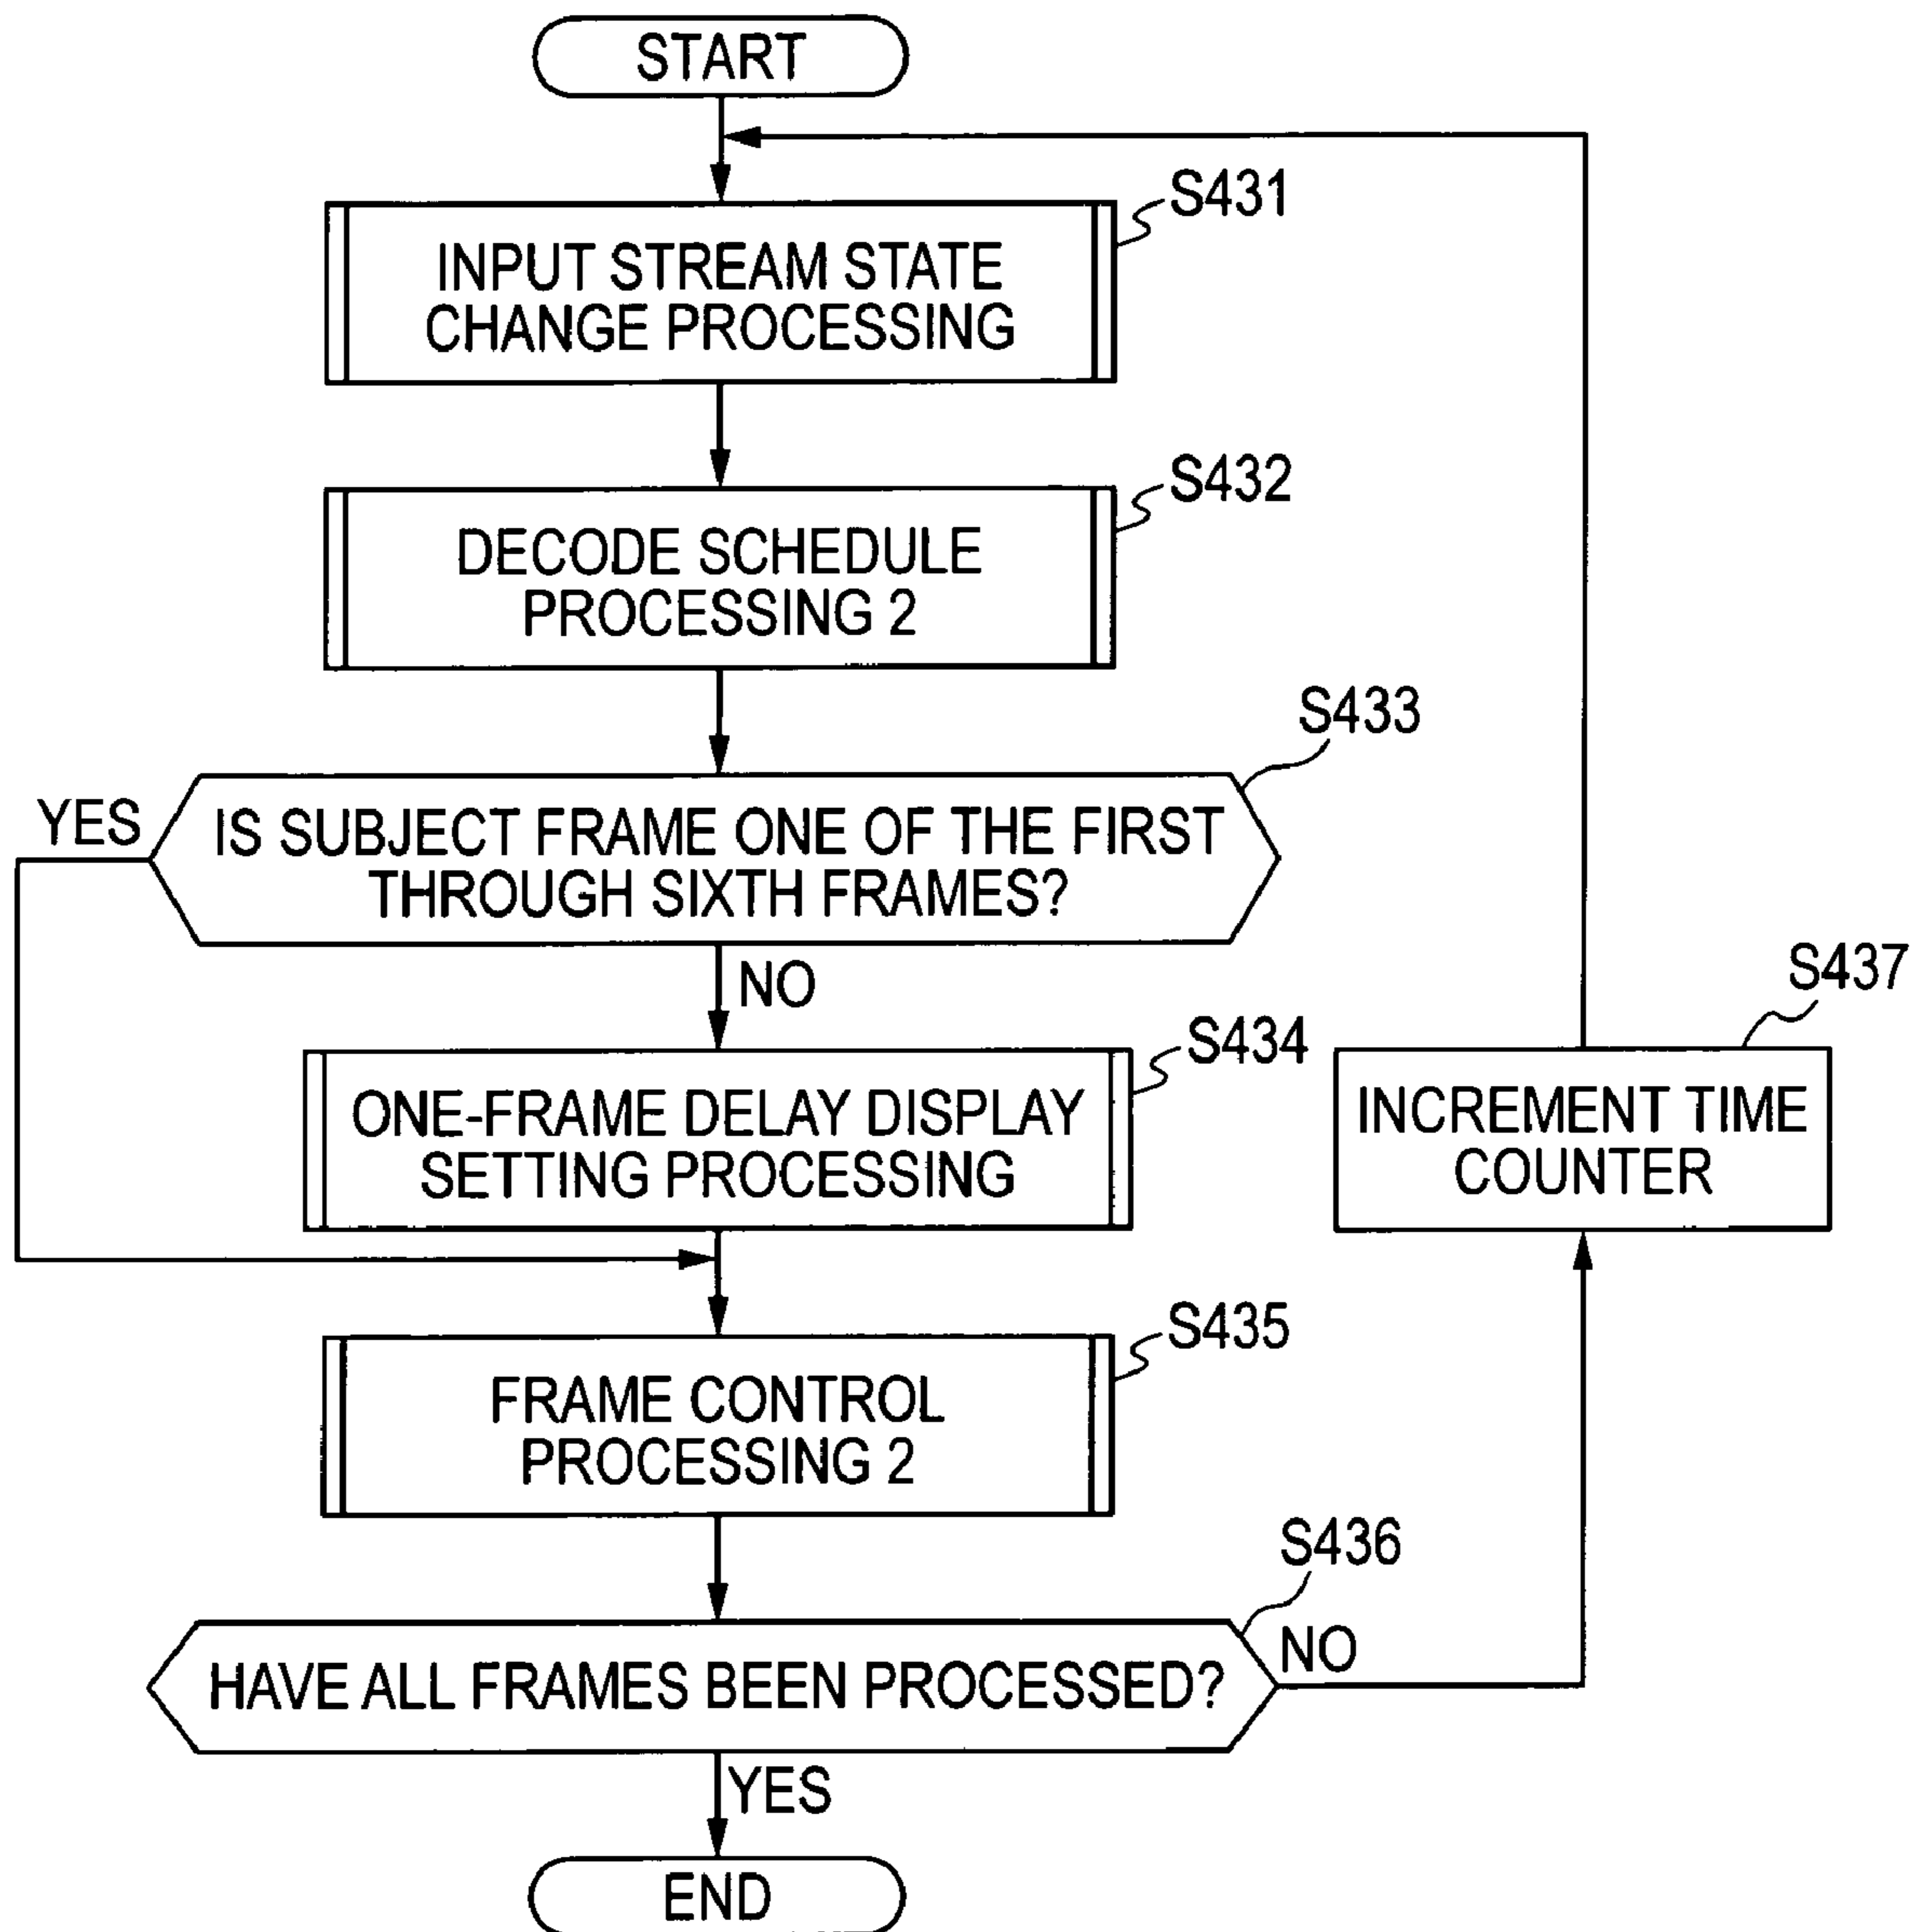 START
S431
INPUT STREAM STATE
CHANGE PROCESSING
S432
DECODE SCHEDULE
PROCESSING 2
S433
YES
IS SUBJECT FRAME ONE OF THE FIRST
THROUGH SIXTH FRAMES?
NO
S434
ONE-FRAME DELAY DISPLAY
SETTING PROCESSING
S437
INCREMENT TIME
COUNTER
S435
FRAME CONTROL
PROCESSING 2
S436
HAVE ALL FRAMES BEEN PROCESSED?
NO
YES
END